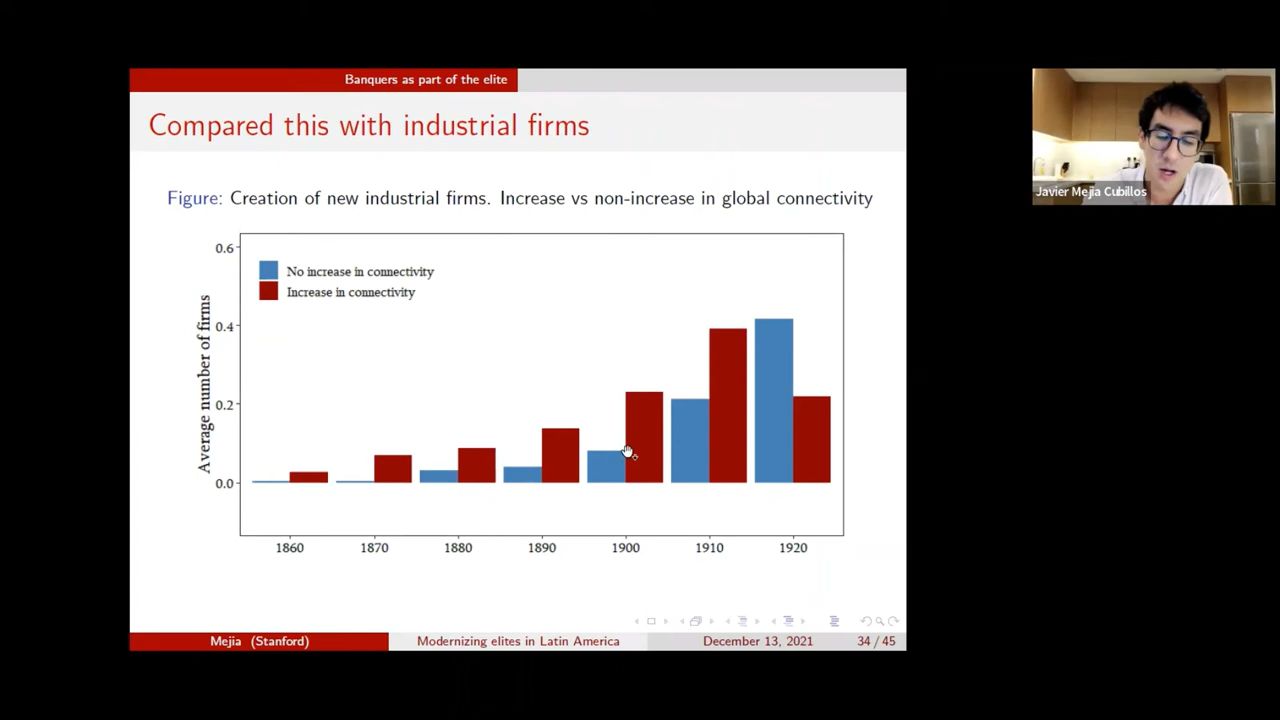 Banquers as part of the elite
Compared this with industrial firms
Figure: Creation of new industrial firms. Increase vs non-increase in global connectivity
Average number of firms
0.6
0.4
0.2
0.0
No increase in connectivity
Increase in connectivity
1860 1870 1880 1890 1900 1910 1920
Mejia (Stanford) Modernizing elites in Latin America December 13, 2021 34 / 45
Javier Mejia Cubillos